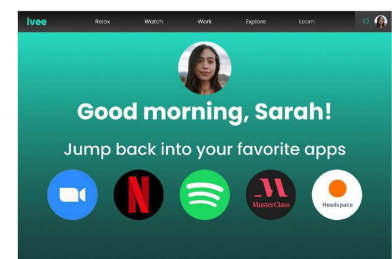 Ivee
Relax Watch Work Explore Learn
Good morning, Sarah!
Jump back into your favorite apps
N
MasterClass
Headspace